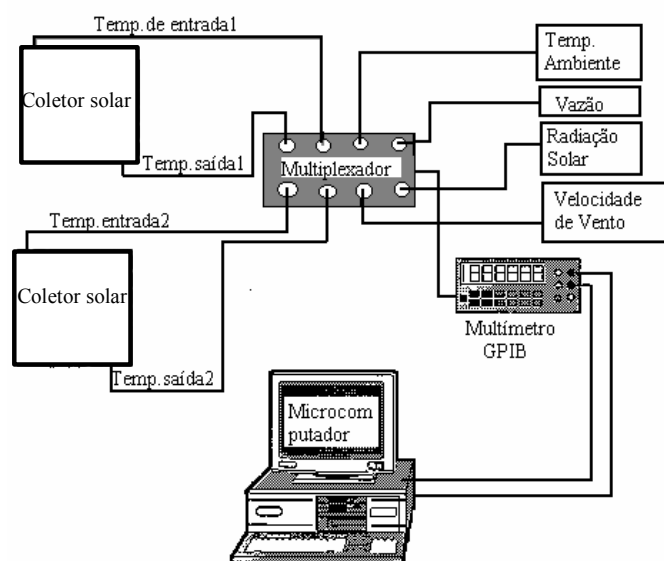 Temp.de entrada1
Coletor solar
Temp.saída1
Temp.entrada2
Coletor solar
Temp.saída2
Multiplexador
Temp.
Ambiente
Vazão
Radiação
Solar
Velocidade
de Vento
Multímetro
GPIB
Microcom
putador